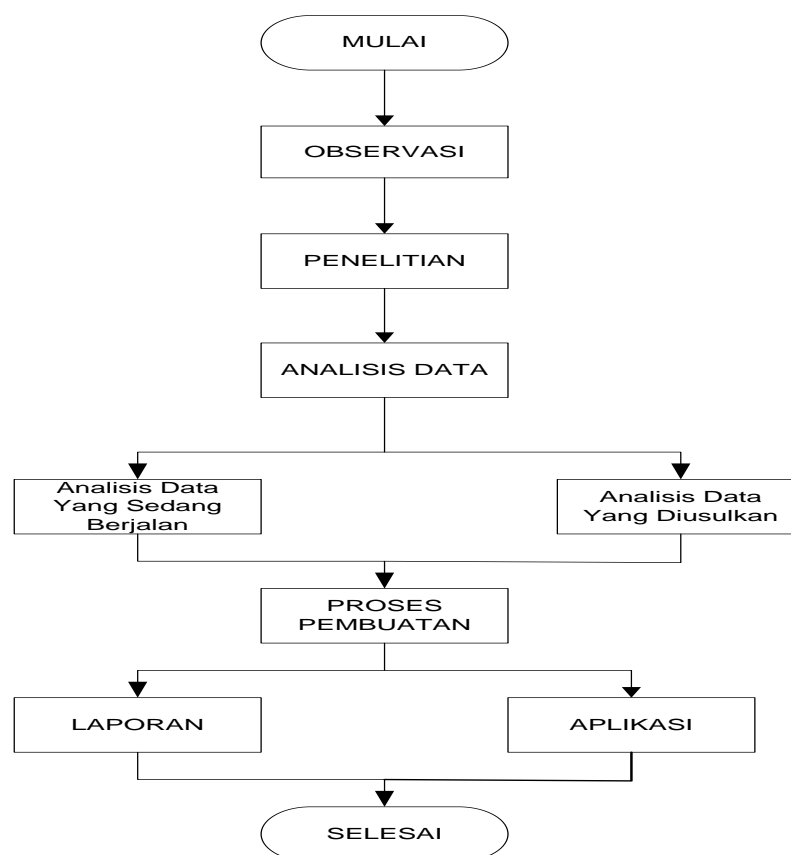 MULAI
OBSERVASI
PENELITIAN
ANALISIS DATA
Analisis Data
Yang Sedang
Berjalan
Analisis Data
Yang Diusulkan
PROSES
PEMBUATAN
LAPORAN
APLIKASI
SELESAI